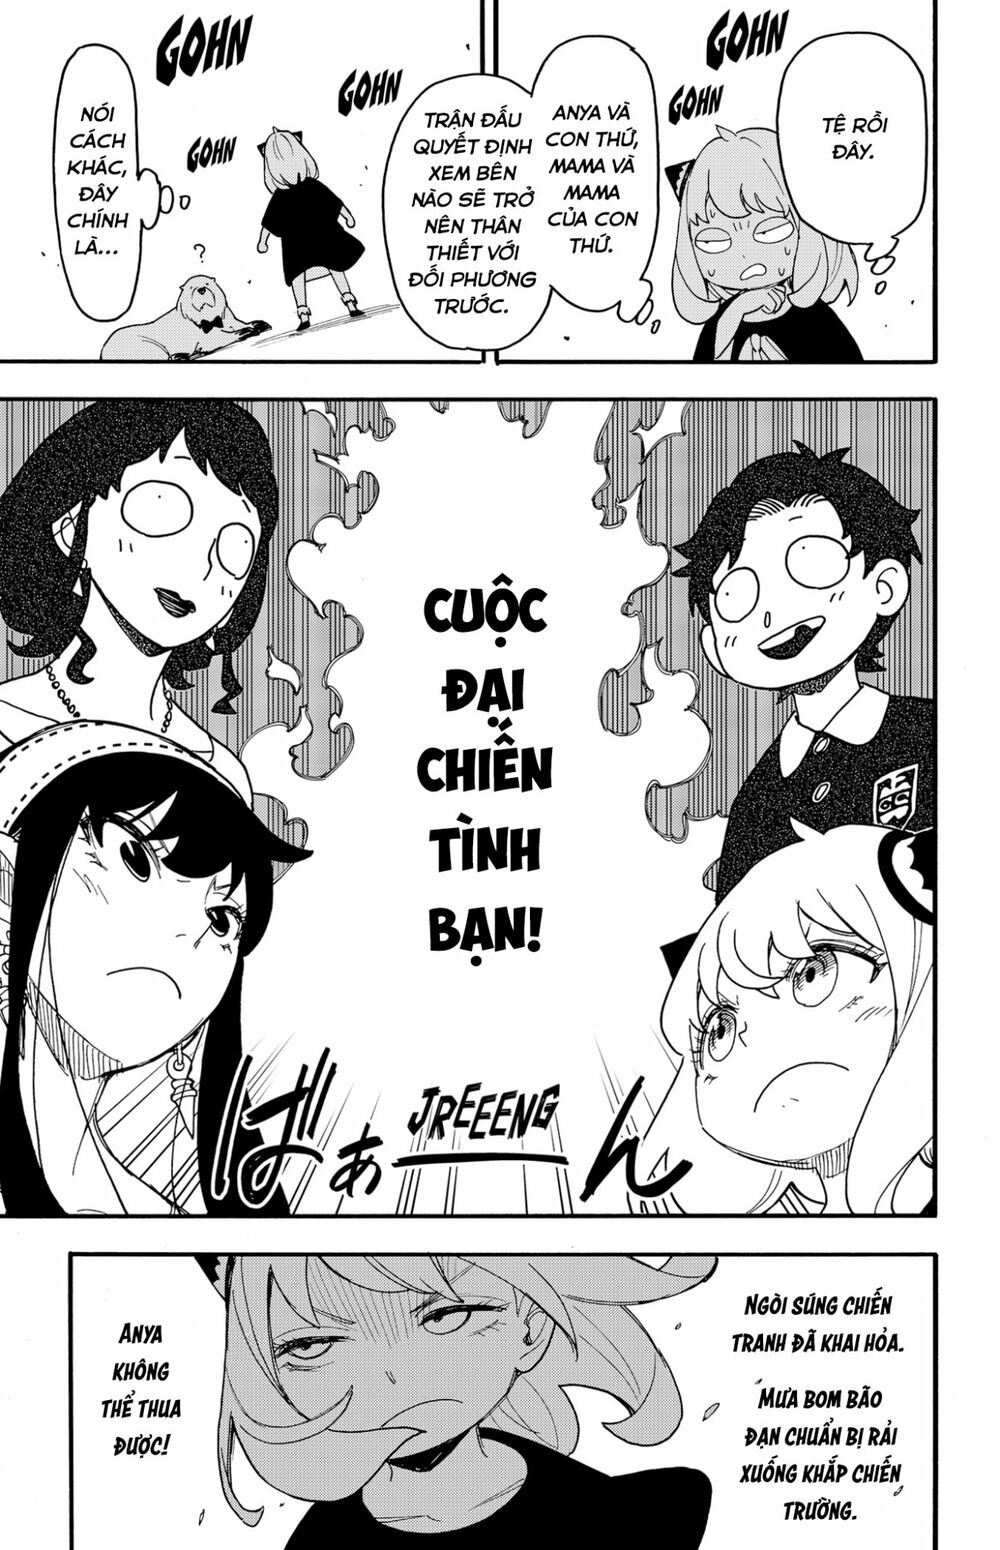 GOHN
GOHN
TỆ RỒI
ĐÂY.
ANYA VÀ
CON THỨ,
MAMA VÀ
MAMA
CỦA CON
THỨ.
GOHN
GOHN
GOHN
TRẬN ĐẤU
QUYẾT ĐỊNH
XEM BÊN
NÀO SẼ TRỞ
NÊN THÂN
THIẾT VỚI
ĐỐI PHƯƠNG
TRƯỚC.
NÓI
CÁCH
KHÁC,
ĐÂY
CHÍNH
LÀ...
?
CUỘC
ĐẠI
CHIẾN
TÌNH
BẠN!
ばぁん
JREEENG
NGÒI SÚNG CHIẾN
TRANH ĐÃ KHAI HỎA.
MƯA BOM BÃO
ĐẠN CHUẨN BỊ RẢI
XUỐNG KHẮP CHIẾN
TRƯỜNG.
ANYA
KHÔNG
THỂ THUA
ĐƯỢC!